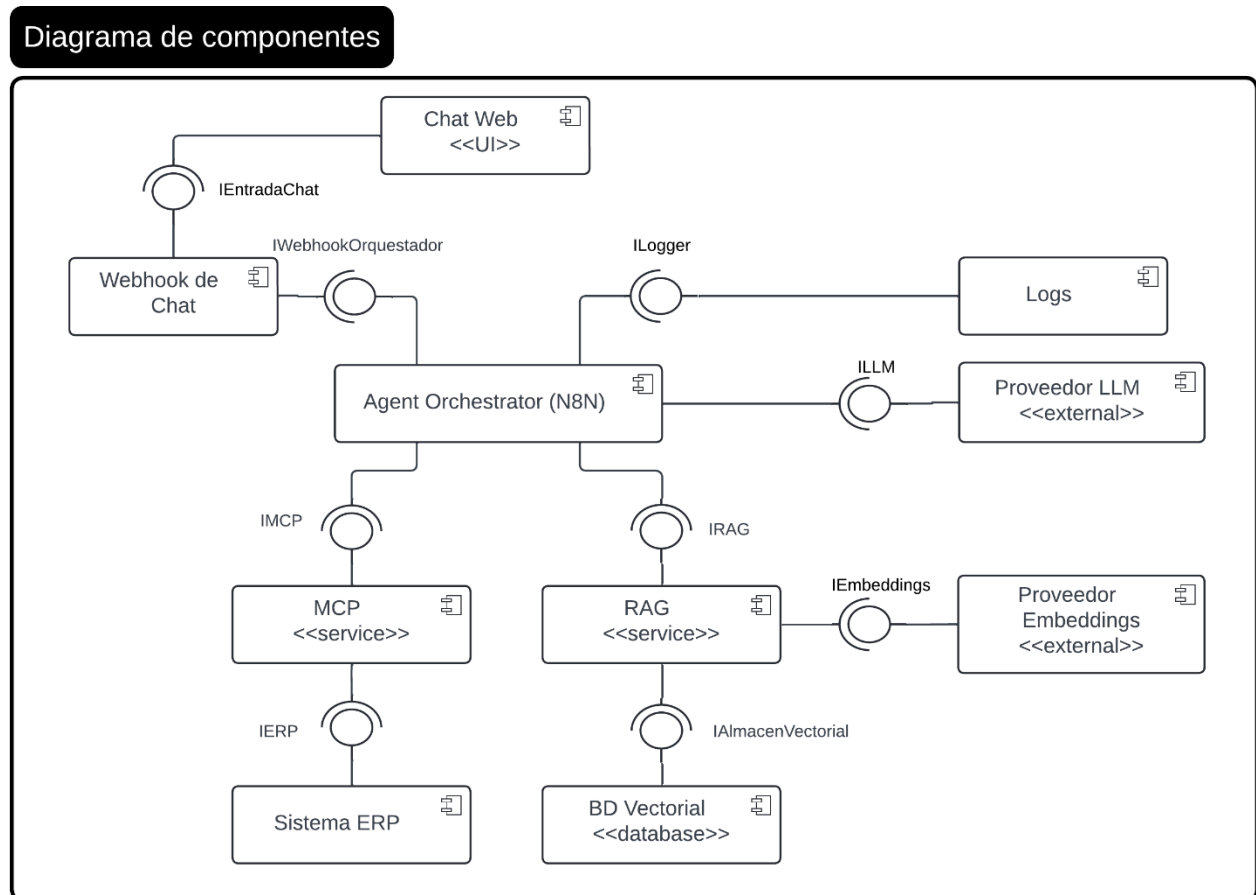 Diagrama de componentes
Chat Web
<<UI>>
IEntradaChat
IWebhookOrquestador
ILogger
Webhook de
Chat
Logs
ILLM
Agent Orchestrator (N8N)
Proveedor LLM
<<external>>
IMCP
IRAG
MCP
<<service>>
RAG
<<service>>
IEmbeddings
Proveedor
Embeddings
<<external>>
IERP
IAlmacenVectorial
Sistema ERP
BD Vectorial
<<database>>